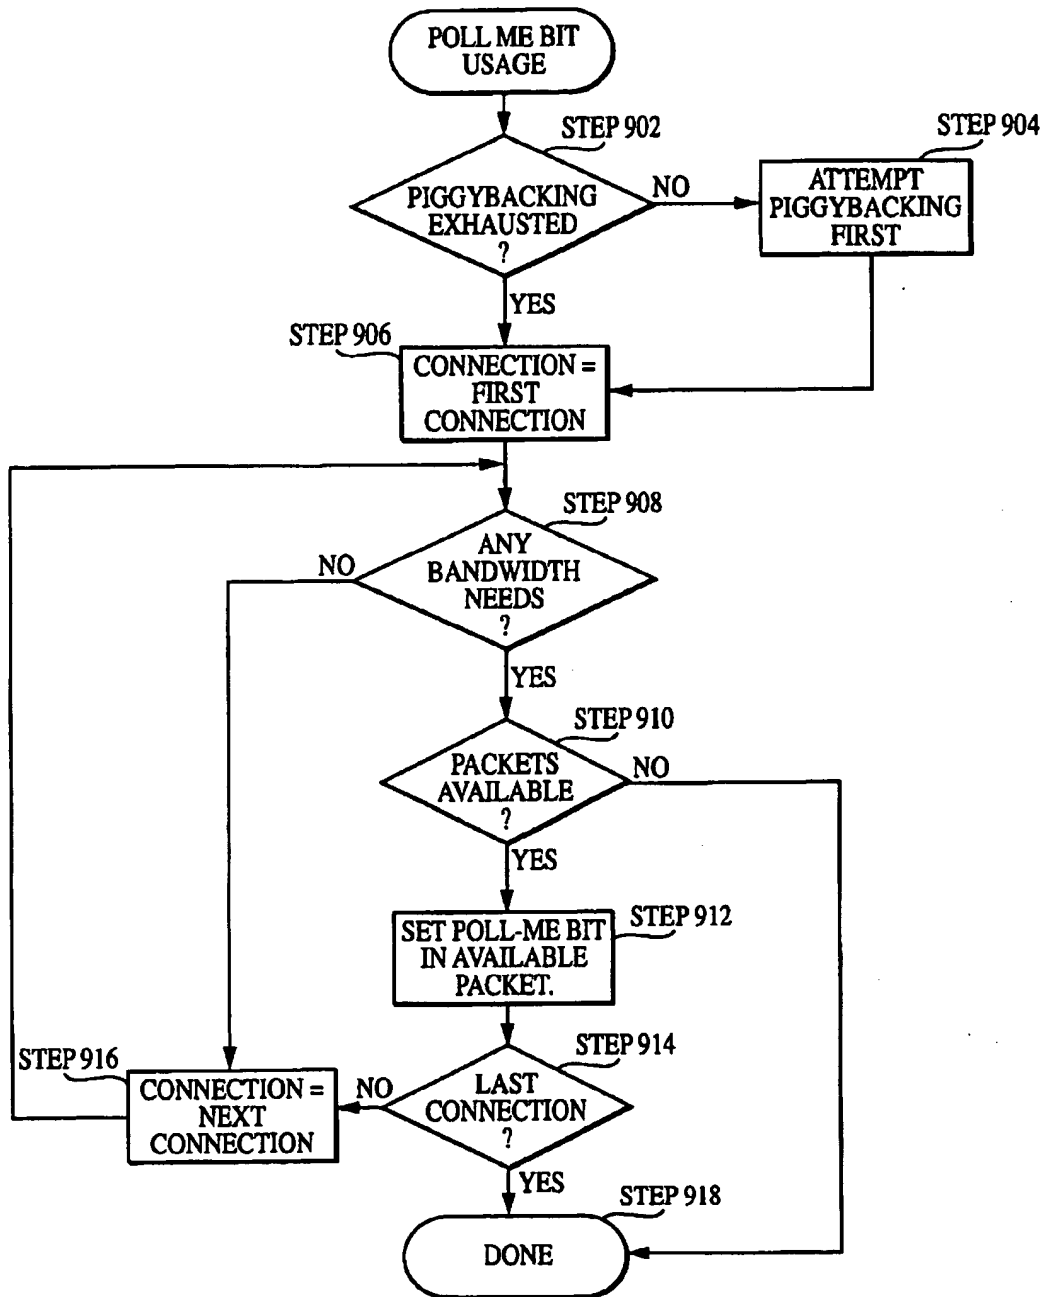 POLL ME BIT
USAGE
STEP 902
STEP 904
PIGGYBACKING
EXHAUSTED
?
NO
ATTEMPT
PIGGYBACKING
FIRST
YES
STEP 906
CONNECTION =
FIRST
CONNECTION
STEP 908
NO
ANY
BANDWIDTH
NEEDS
?
YES
STEP 910
PACKETS
AVAILABLE
?
NO
YES
STEP 912
SET POLL-ME BIT
IN AVAILABLE
PACKET.
STEP 914
STEP 916
CONNECTION =
NEXT
CONNECTION
NO
LAST
CONNECTION
?
YES
STEP 918
DONE